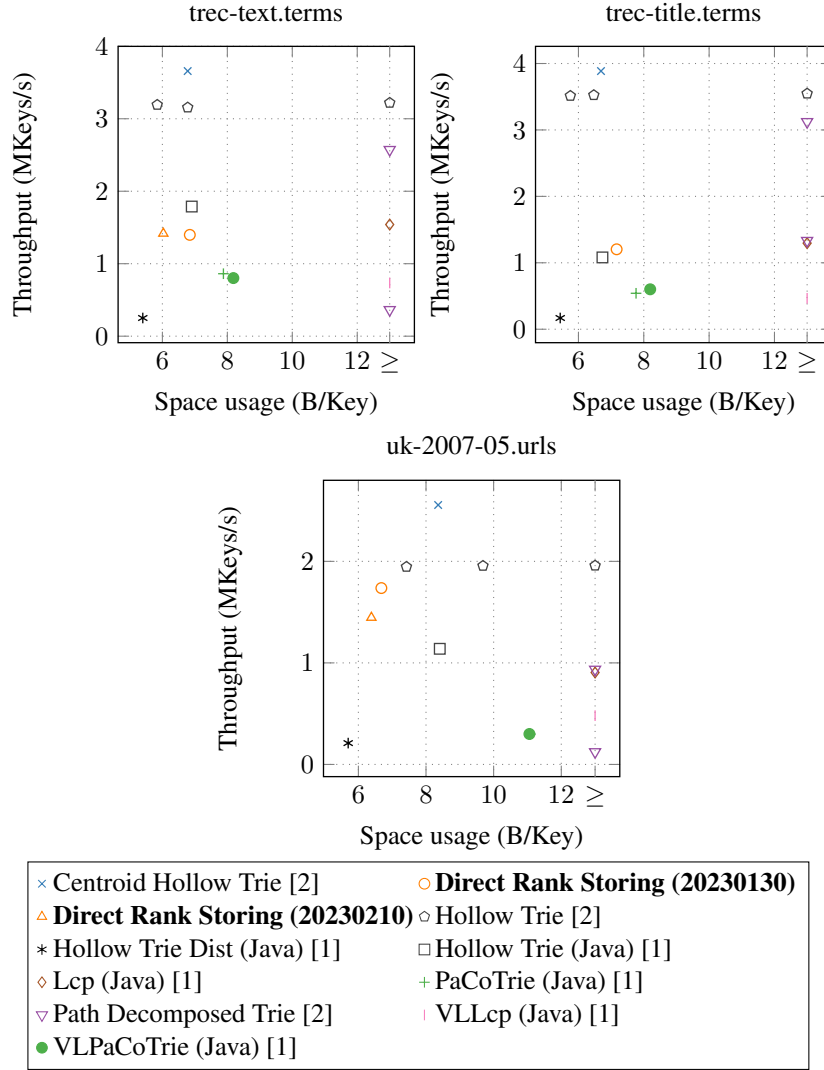 trec-text.terms
trec-title.terms
Throughput (MKeys/s)
4
3
2
1
0
6 8 10 12 ≥
Space usage (B/Key)
Throughput (MKeys/s)
4
3
2
1
0
6 8 10 12 ≥
Space usage (B/Key)
uk-2007-05.urls
Throughput (MKeys/s)
2
1
0
6 8 10 12 ≥
Space usage (B/Key)
Centroid Hollow Trie [2] Direct Rank Storing (20230130)
Direct Rank Storing (20230210) Hollow Trie [2]
Hollow Trie Dist (Java) [1] Hollow Trie (Java) [1]
Lcp (Java) [1] PaCoTrie (Java) [1]
Path Decomposed Trie [2] VLLcp (Java) [1]
VLPaCoTrie (Java) [1]